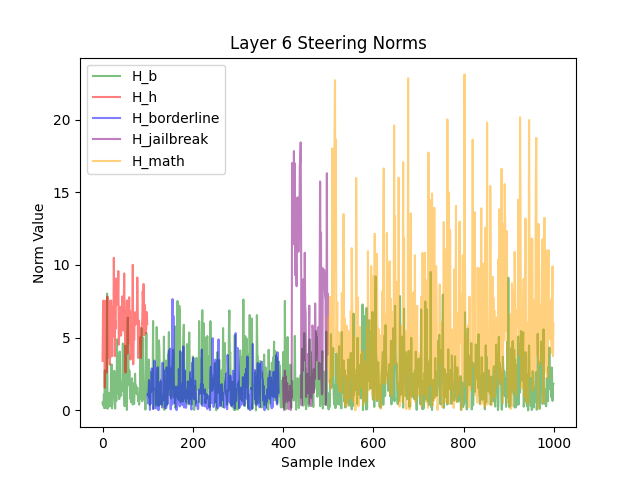 Layer 6 Steering Norms
H_b
H_h
H_borderline
H_jailbreak
H_math
Norm Value
20
15
10
5
0
0 200 400 600 800 1000
Sample Index